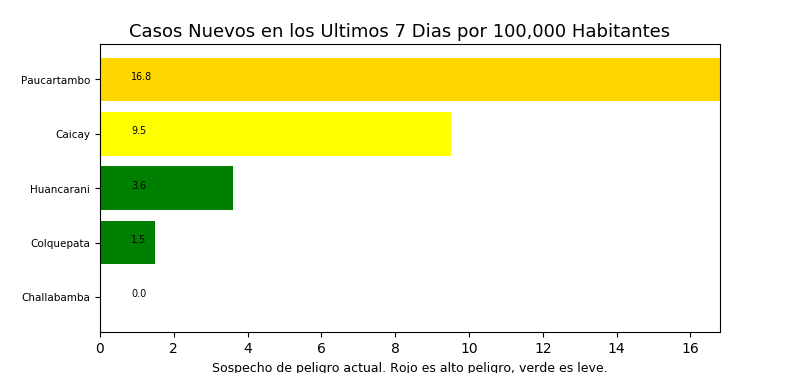 Casos Nuevos en los Ultimos 7 Dias por 100,000 Habitantes
Paucartambo 16.8
Caicay 9.5
Huancarani 3.6
Colquepata 1.5
Challabamba 0.0
0 2 4 6 8 10 12 14 16
Sospecho de peligro actual. Rojo es alto peligro, verde es leve.